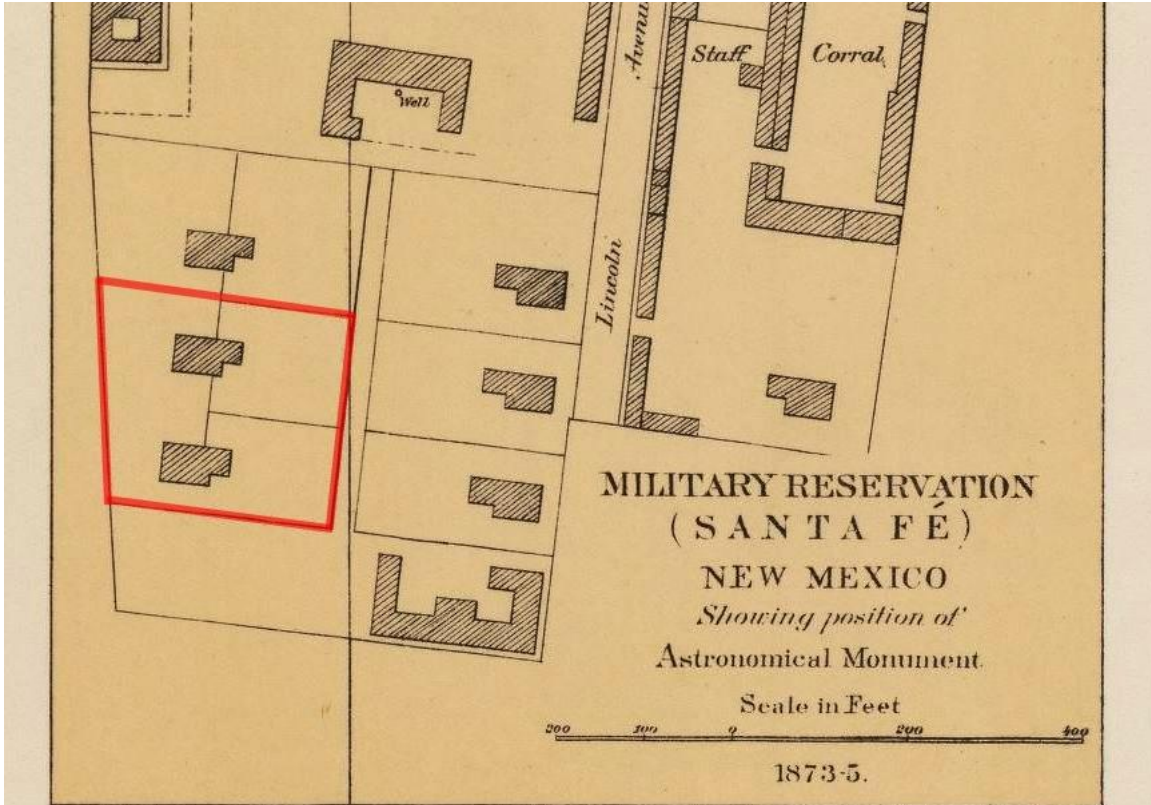 Well
Staff
Corral
Lincoln Avenu
MILITARY RESERVATION
(SANTA FÉ)
NEW MEXICO
Showing position of
Astronomical Monument.
Scale in Feet
200 100 0 200 400
1873-5.